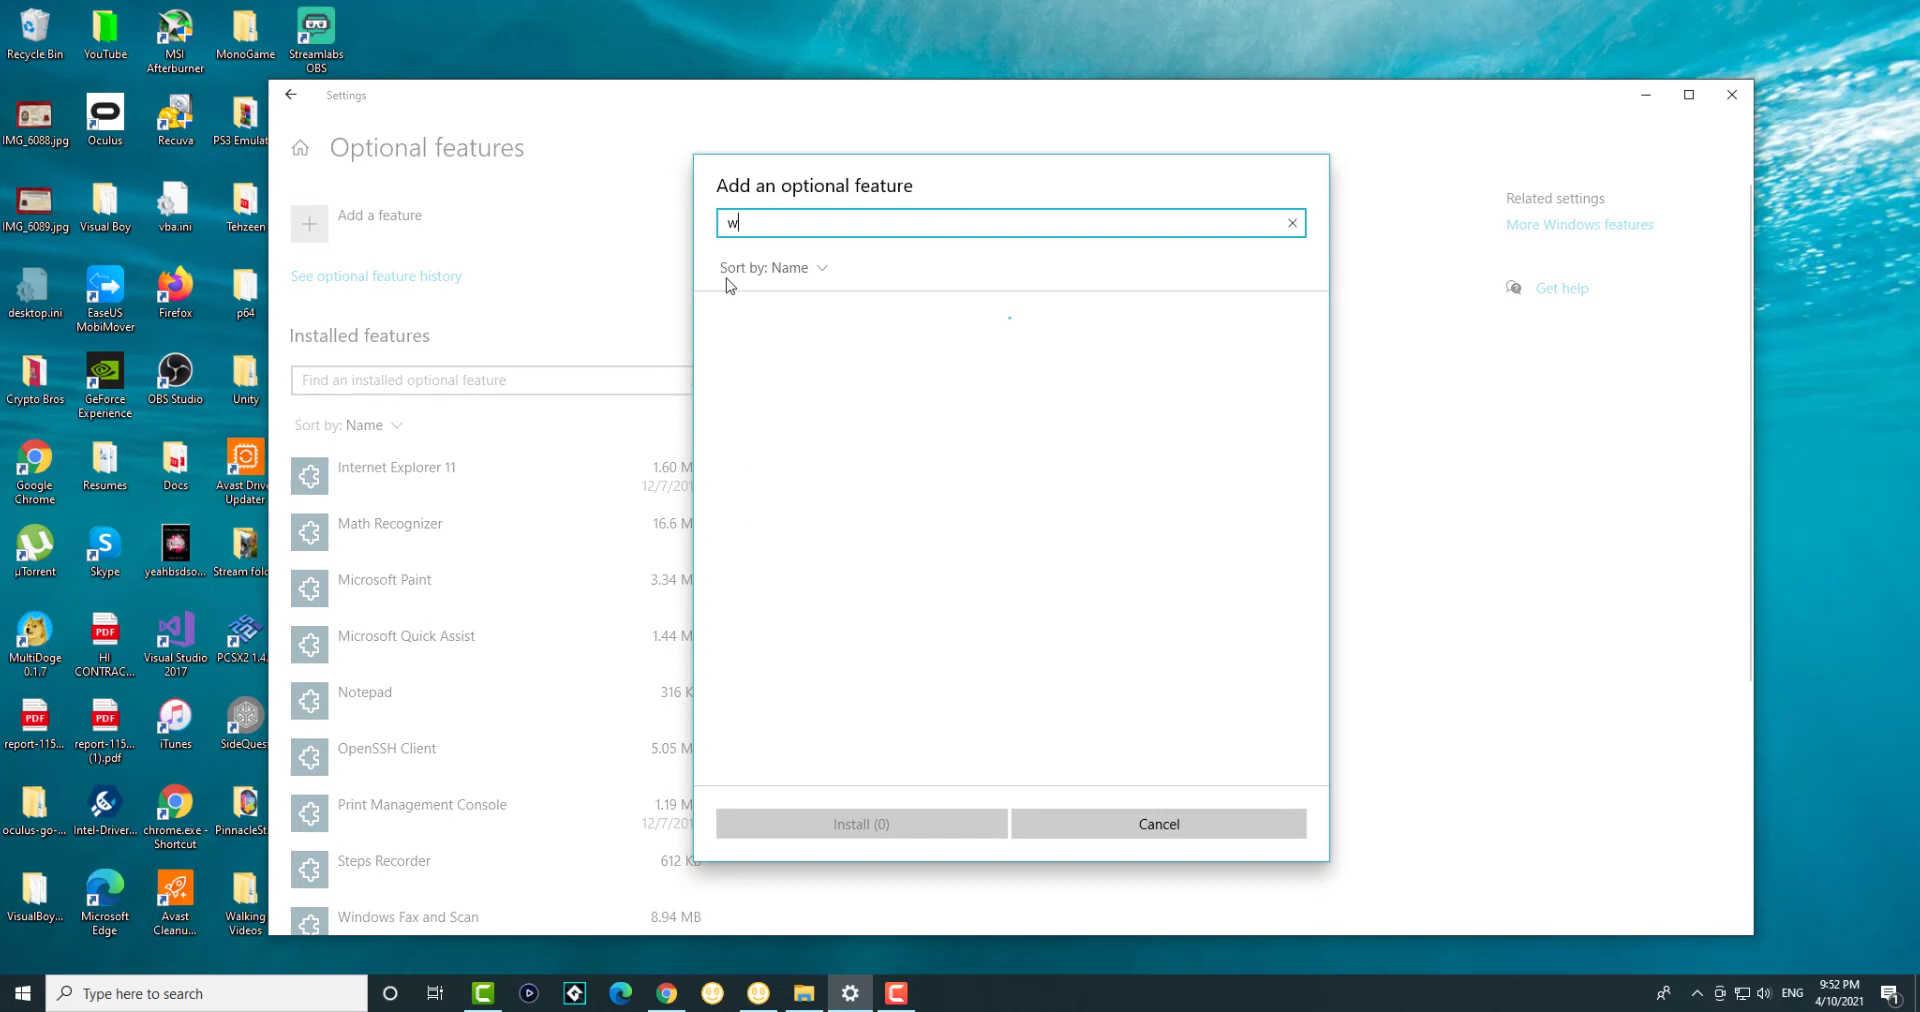 Recycle Bin
YouTube
MSI
Afterburner
MonoGame
Streamlabs
OBS
IMG_6088.jpg
Oculus
Recuva
PS3 Emulat
IMG_6089.jpg
Visual Boy
vba.ini
Tehzeen
desktop.ini
EaseUS
MobiMover
Firefox
p64
Crypto Bros
GeForce
Experience
OBS Studio
Unity
Google
Chrome
Resumes
Docs
Avast Drive
Updater
µTorrent
Skype
yeahbsdso...
Stream fold
MultiDoge
0.1.7
PDF
HI
CONTRAC...
Visual Studio
2017
PCSX2 1.4.
PDF
report-115...
PDF
report-115...
(1).pdf
iTunes
SideQuest
oculus-go-...
Intel-Driver...
chrome.exe -
Shortcut
PinnacleSt
VisualBoy...
Microsoft
Edge
Avast
Cleanu...
Walking
Videos
Settings
Optional features
Add a feature
See optional feature history
Installed features
Find an installed optional feature
Sort by: Name
Internet Explorer 11
1.60 M
12/7/201
Math Recognizer
16.6 M
Microsoft Paint
3.34 M
Microsoft Quick Assist
1.44 M
Notepad
316 K
OpenSSH Client
5.05 M
Print Management Console
1.19 M
12/7/201
Steps Recorder
612 KB
Windows Fax and Scan
8.94 MB
Add an optional feature
w
Sort by: Name
Install (0)
Cancel
Related settings
More Windows features
Get help
Type here to search
ENG
9:52 PM
4/10/2021
1